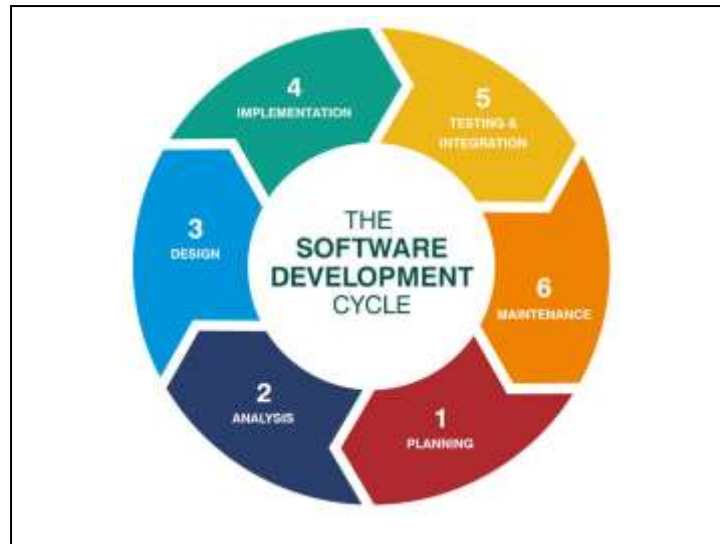 THE
SOFTWARE
DEVELOPMENT
CYCLE
1
PLANNING
2
ANALYSIS
3
DESIGN
4
IMPLEMENTATION
5
TESTING &
INTEGRATION
6
MAINTENANCE